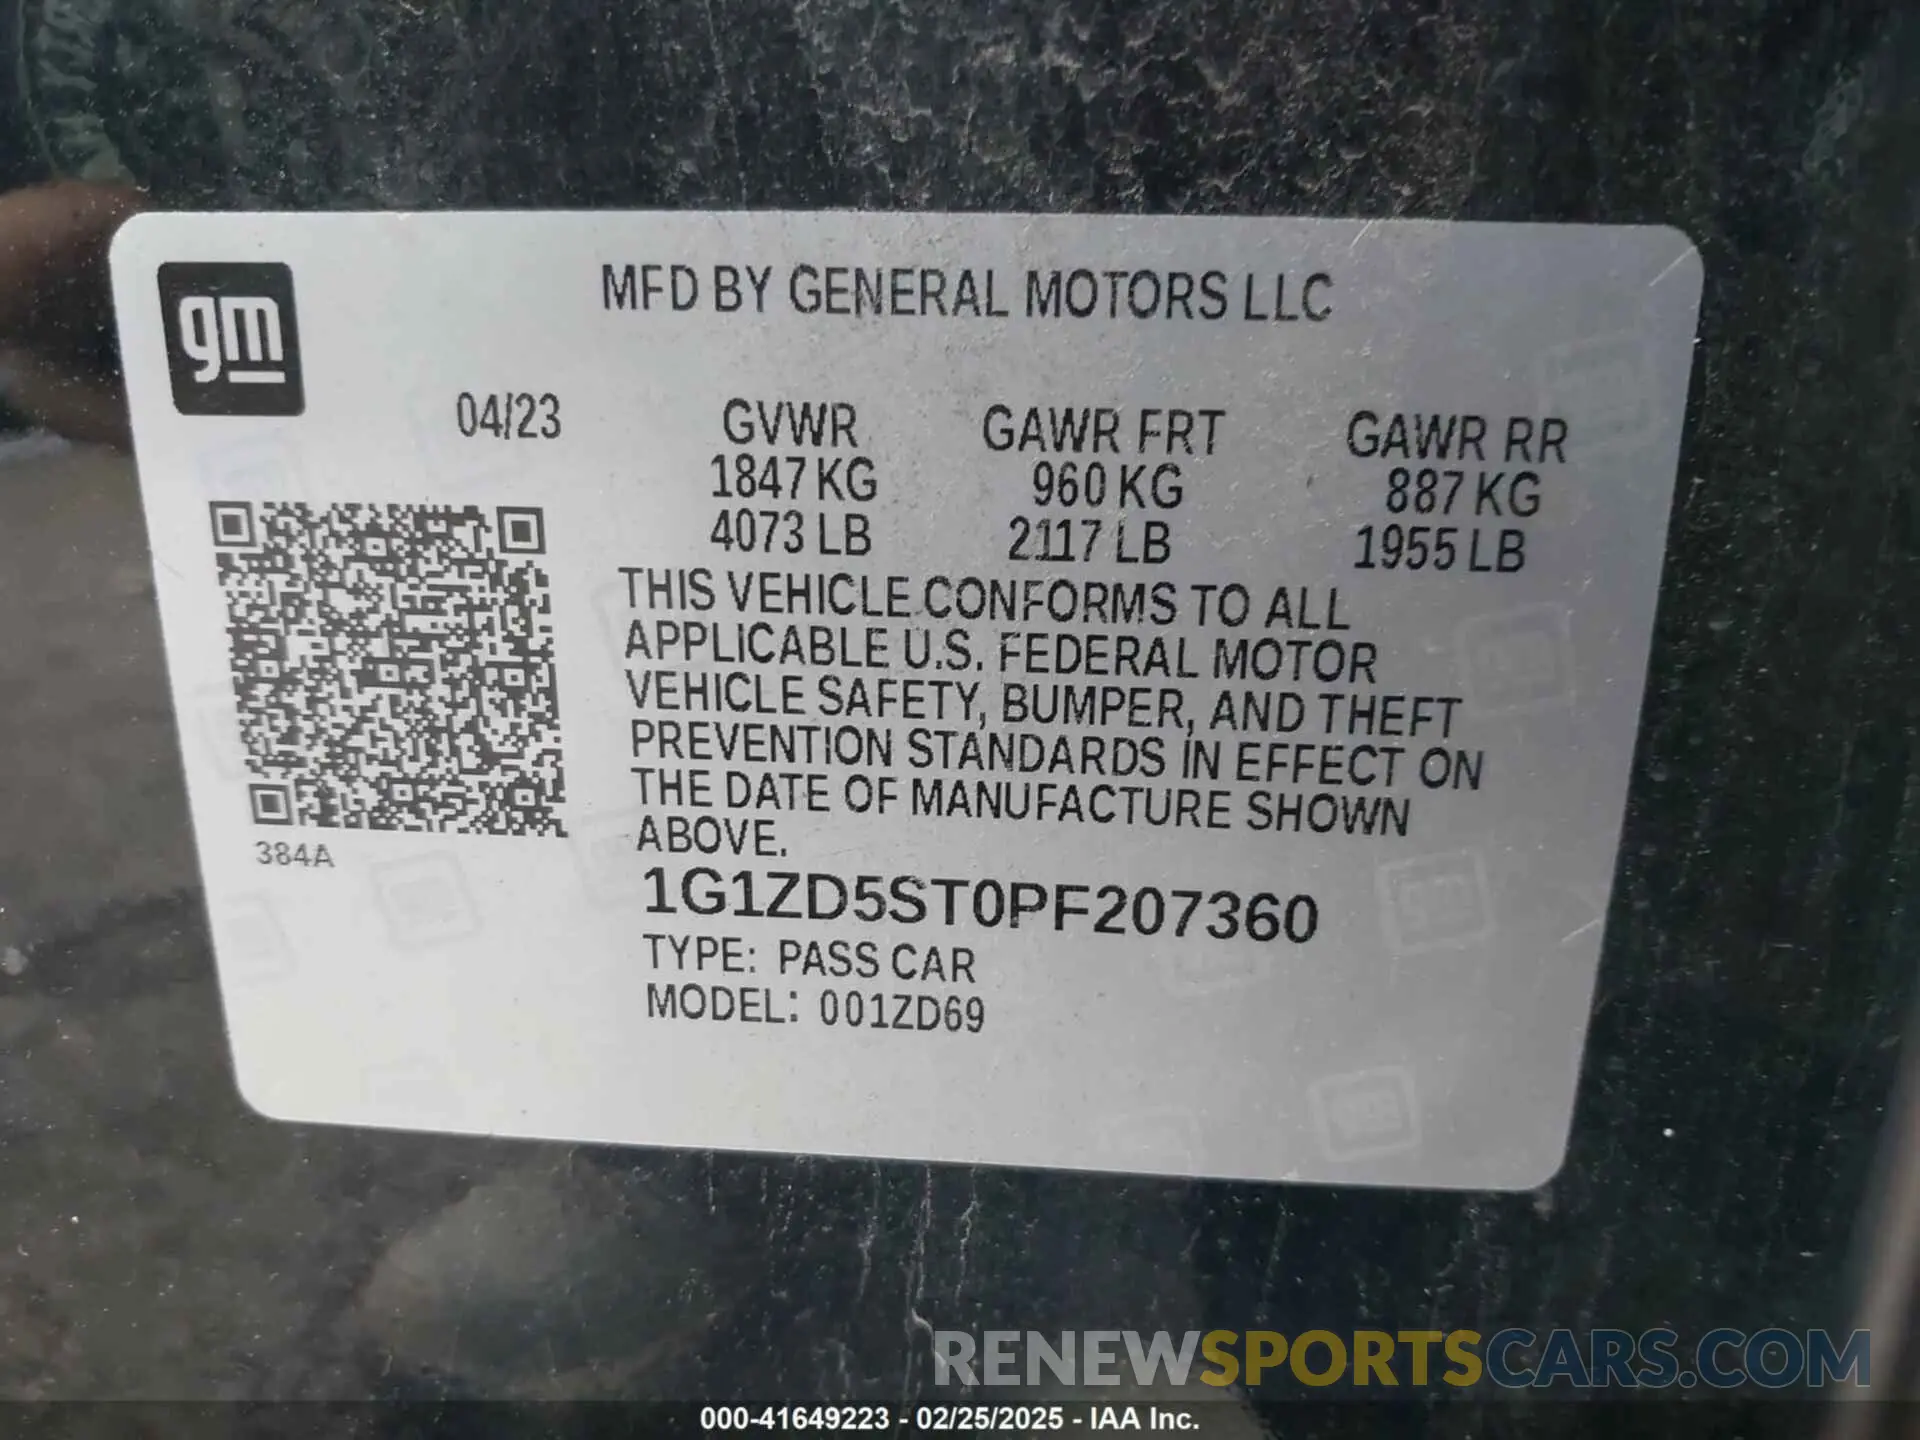 gm
MFD BY GENERAL MOTORS LLC
04/23 GVWR GAWR FRT GAWR RR
1847 KG 960 KG 887 KG
4073 LB 2117 LB 1955 LB
THIS VEHICLE CONFORMS TO ALL
APPLICABLE U.S. FEDERAL MOTOR
VEHICLE SAFETY, BUMPER, AND THEFT
PREVENTION STANDARDS IN EFFECT ON
THE DATE OF MANUFACTURE SHOWN
ABOVE.
384A
1G1ZD5ST0PF207360
TYPE: PASS CAR
MODEL: 001ZD69
RENEWSPORTSCARS.COM
000-41649223 - 02/25/2025 - IAA Inc.